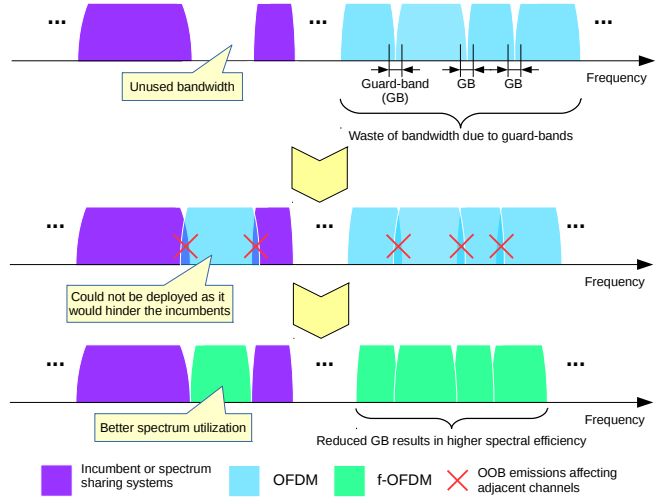 ... ... ...
Unused bandwidth
Guard-band
(GB)
GB
GB
Frequency
Waste of bandwidth due to guard-bands
... ... ...
Could not be deployed as it
would hinder the incumbents
Frequency
... ... ...
Better spectrum utilization
Frequency
Reduced GB results in higher spectral efficiency
Incumbent or spectrum
sharing systems
OFDM
f-OFDM
OOB emissions affecting
adjacent channels